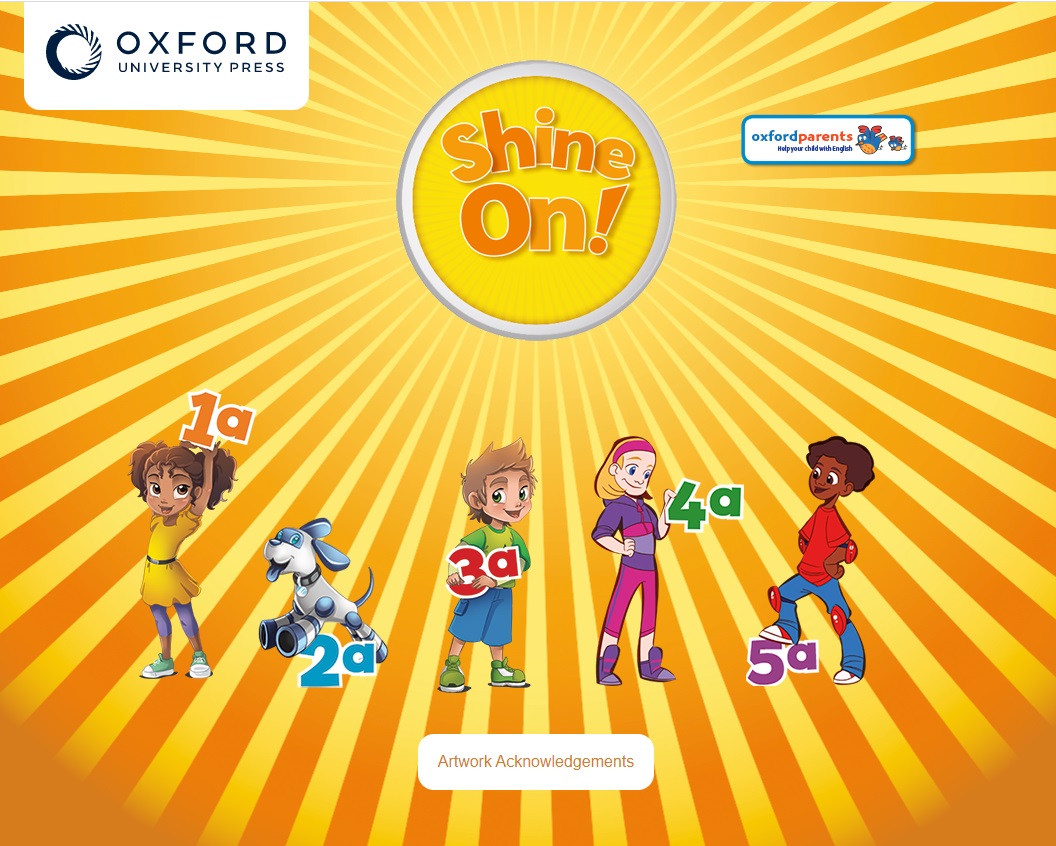 OXFORD
UNIVERSITY PRESS
Shine
On!
oxfordparents
Help your child with English
1a
2a
3a
4a
5a
Artwork Acknowledgements